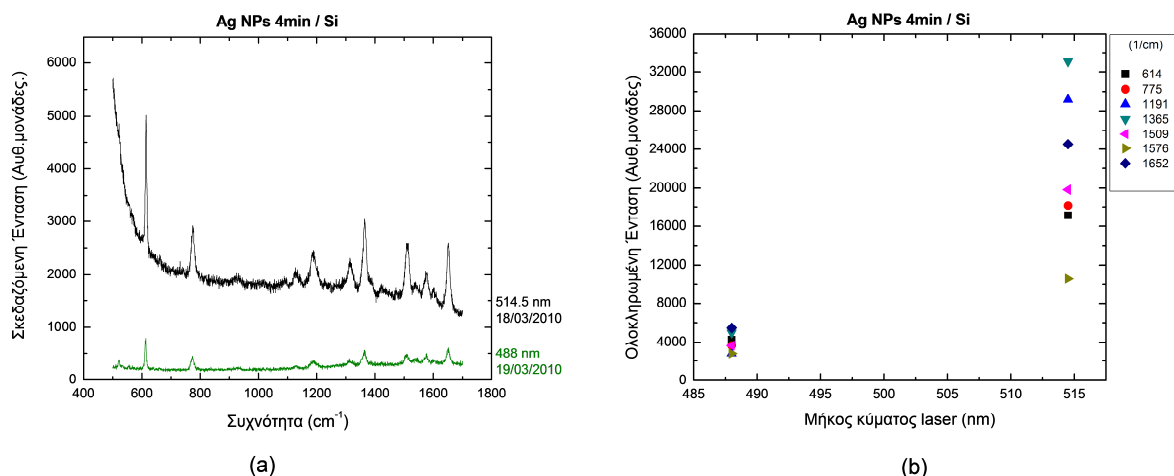 Ag NPs 4min / Si
Σκεδαζόμενη Ένταση (Αυθ.μονάδες.)
6000
5000
4000
3000
2000
1000
0
400 600 800 1000 1200 1400 1600 1800
Συχνότητα (cm⁻¹)
514.5 nm
18/03/2010
488 nm
19/03/2010
(a)
Ag NPs 4min / Si
Ολοκληρωμένη Ένταση (Αυθ.μονάδες)
36000
32000
28000
24000
20000
16000
12000
8000
4000
0
485 490 495 500 505 510 515
Μήκος κύματος laser (nm)
(1/cm)
614
775
1191
1365
1509
1576
1652
(b)